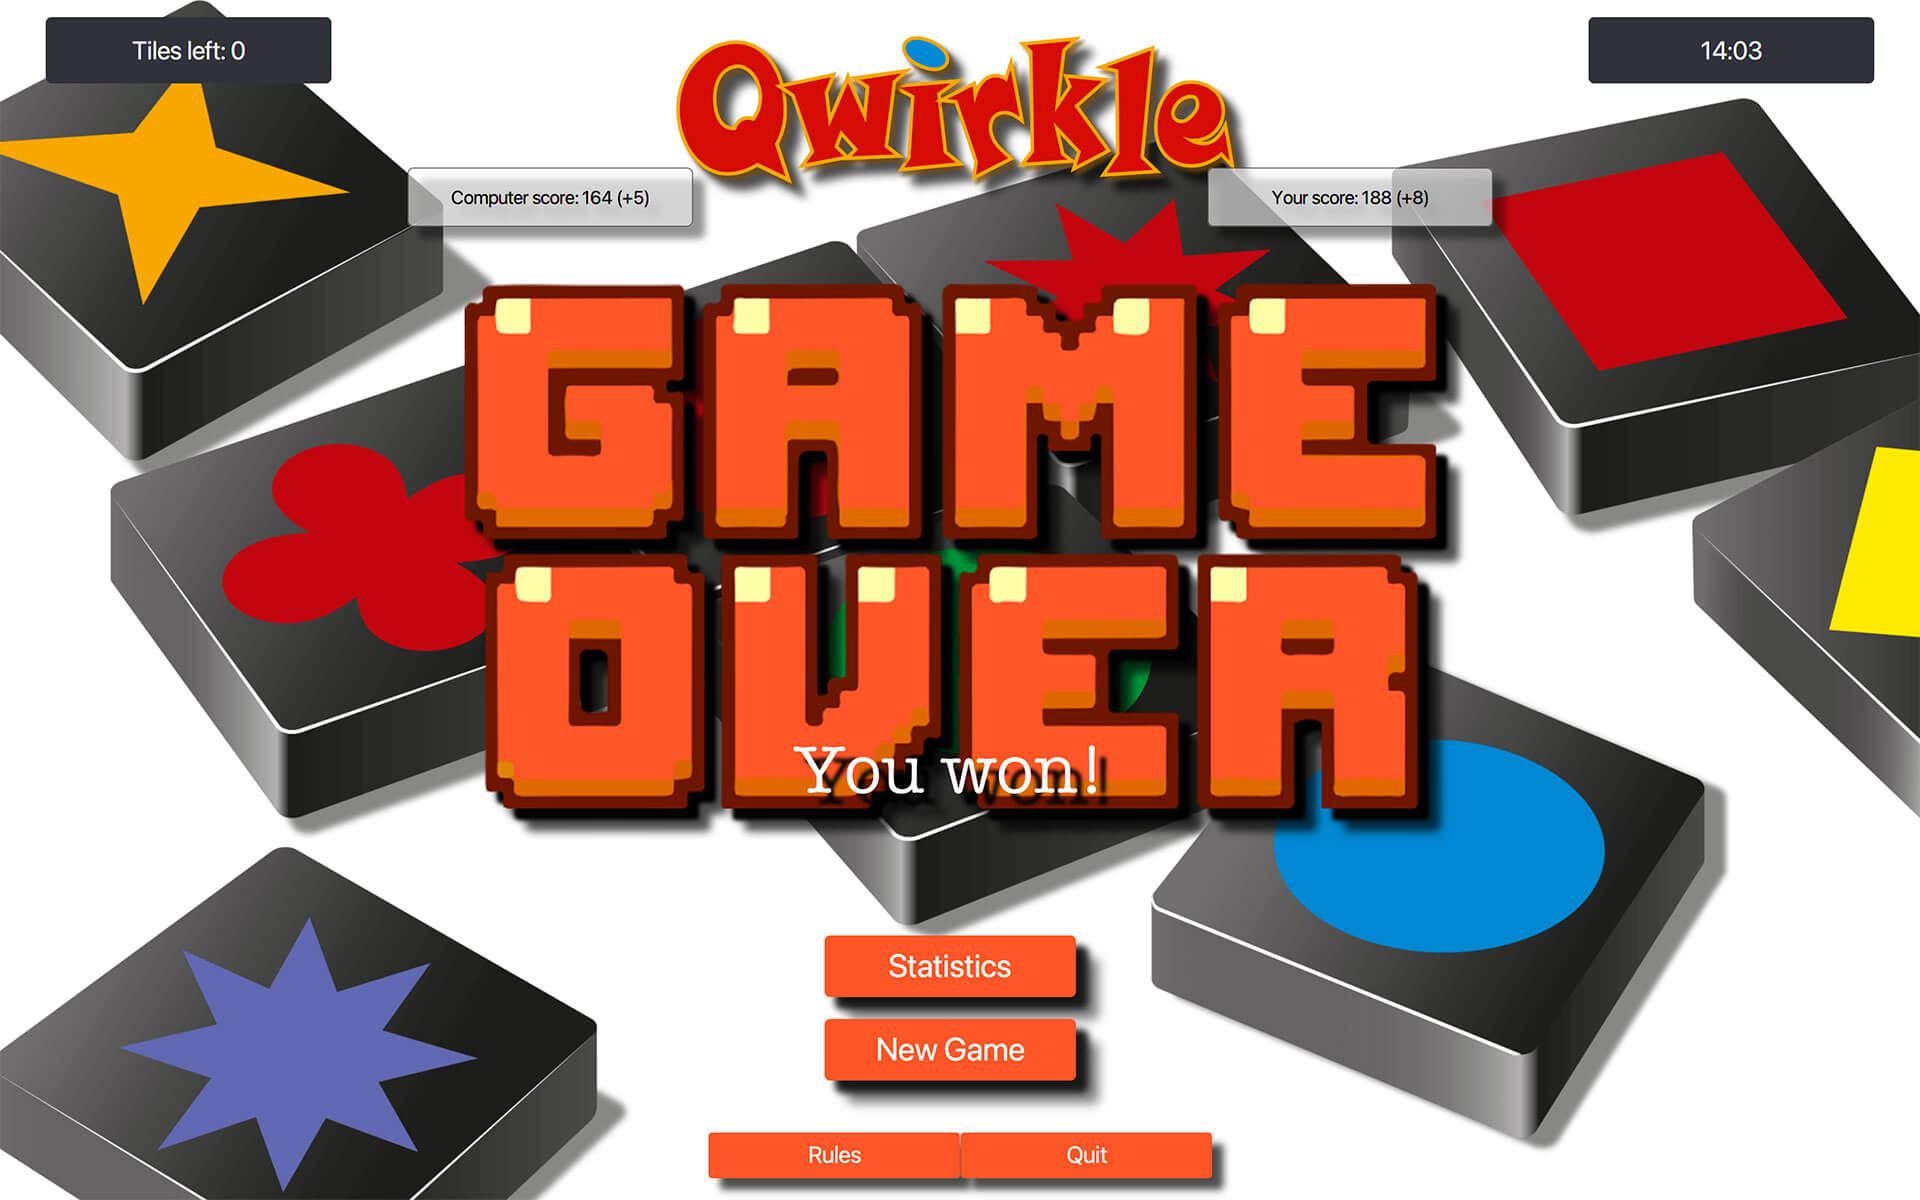 Tiles left: 0
Qwirkle
14:03
Computer score: 164 (+5)
Your score: 188 (+8)
GAME
OVER
You won!
Statistics
New Game
Rules
Quit